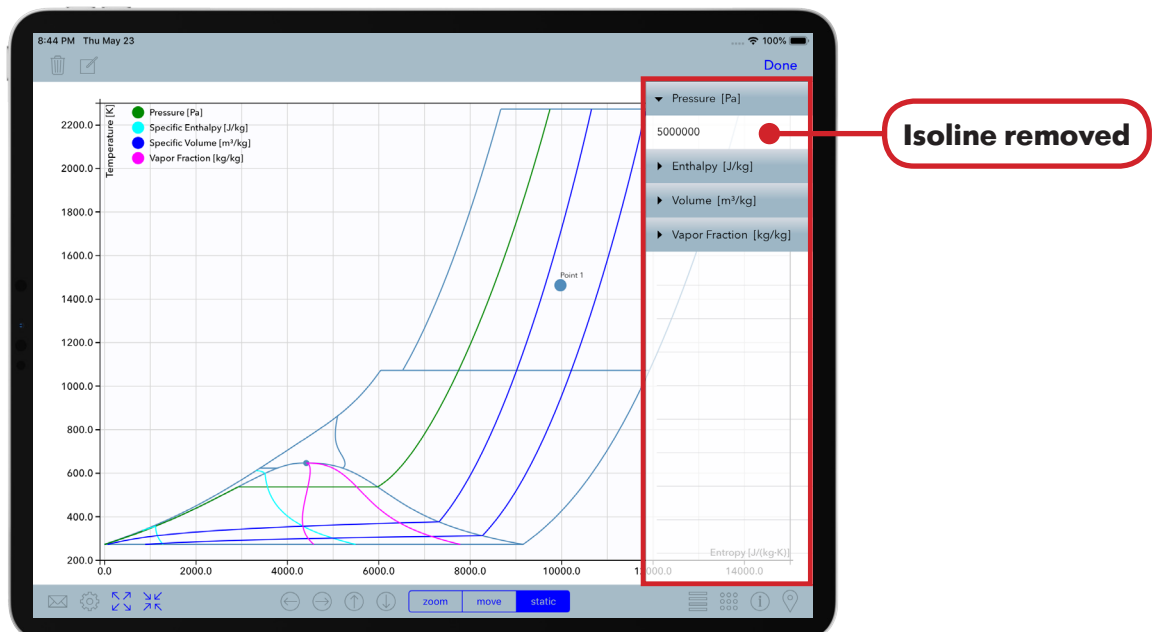 8:44 PM Thu May 23
100%
Done
Temperature [K]
Pressure [Pa]
Specific Enthalpy [J/kg]
Specific Volume [m³/kg]
Vapor Fraction [kg/kg]
2200.0
2000.0
1800.0
1600.0
1400.0
1200.0
1000.0
800.0
600.0
400.0
200.0
Point 1
0.0 2000.0 4000.0 6000.0 8000.0 10000.0 12000.0 14000.0
Entropy [J/(kg·K)]
Pressure [Pa]
5000000
Enthalpy [J/kg]
Volume [m³/kg]
Vapor Fraction [kg/kg]
Isoline removed
zoom move static